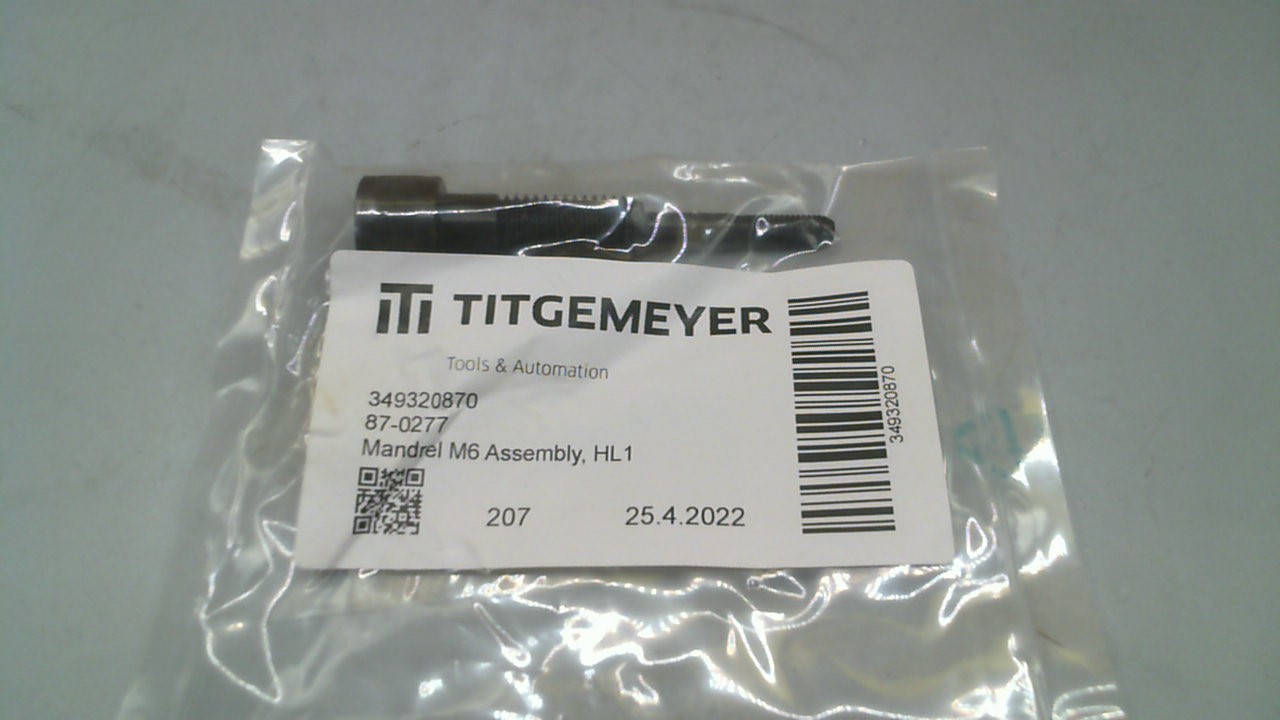 TITGEMEYER
Tools & Automation
349320870
87-0277
Mandrel M6 Assembly, HL1
207 25.4.2022
349320870